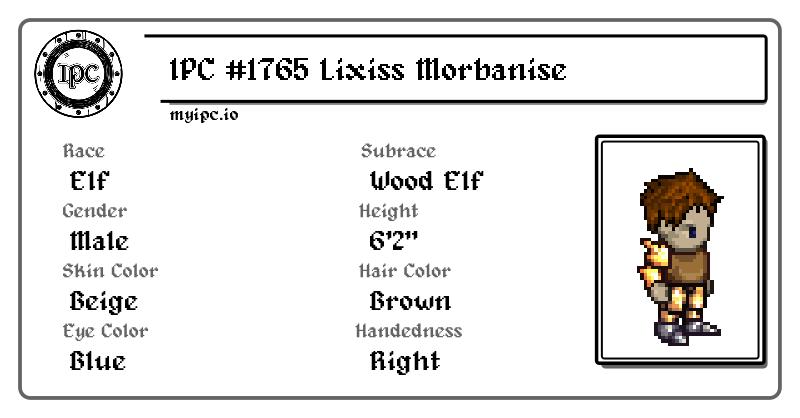 IPC
IPC #1765 Lixiss Morbanise
myipc.io
Race
Elf
Subrace
Wood Elf
Gender
Male
Height
6'2"
Skin Color
Beige
Hair Color
Brown
Eye Color
Blue
Handedness
Right